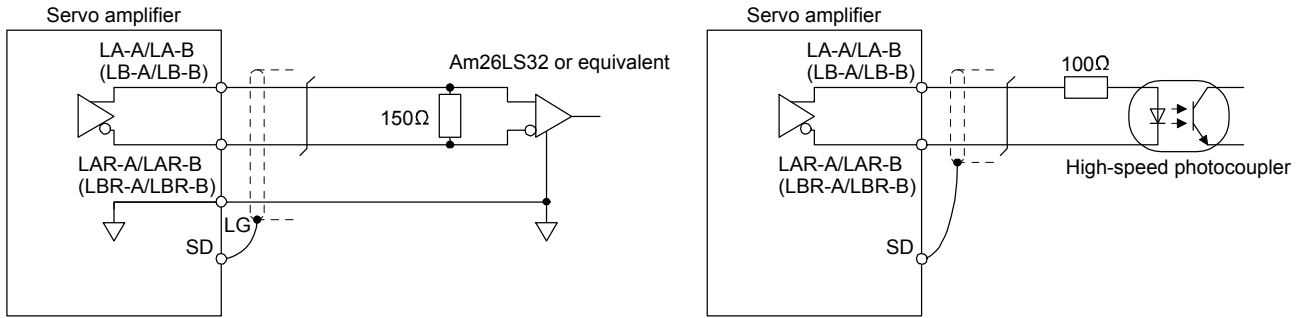 Servo amplifier
LA-A/LA-B
(LB-A/LB-B)
Am26LS32 or equivalent
150Ω
LAR-A/LAR-B
(LBR-A/LBR-B)
LG
SD
Servo amplifier
LA-A/LA-B
(LB-A/LB-B)
100Ω
LAR-A/LAR-B
(LBR-A/LBR-B)
High-speed photocoupler
SD